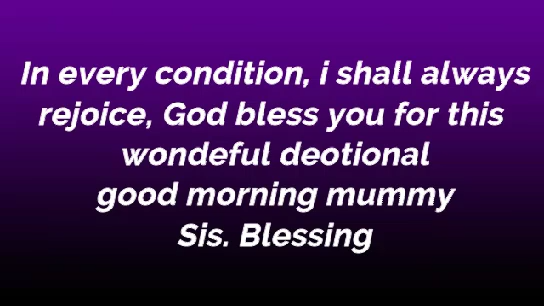 In every condition, i shall always
rejoice, God bless you for this
wondeful deotional
good morning mummy
Sis. Blessing